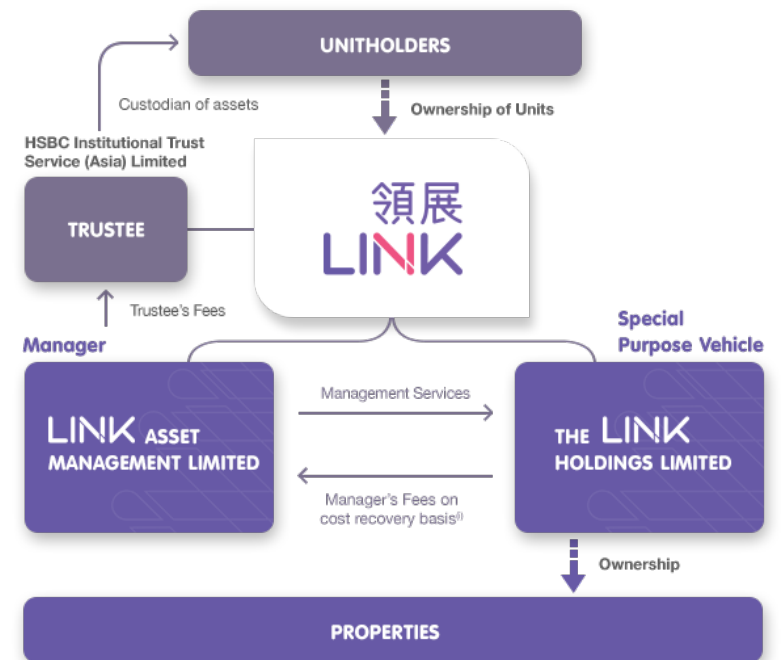 UNITHOLDERS
Custodian of assets
Ownership of Units
HSBC Institutional Trust
Service (Asia) Limited
TRUSTEE
領展
LINK
Trustee's Fees
Manager
Special
Purpose Vehicle
LINK ASSET
MANAGEMENT LIMITED
Management Services
Manager's Fees on
cost recovery basis(i)
THE LINK
HOLDINGS LIMITED
Ownership
PROPERTIES